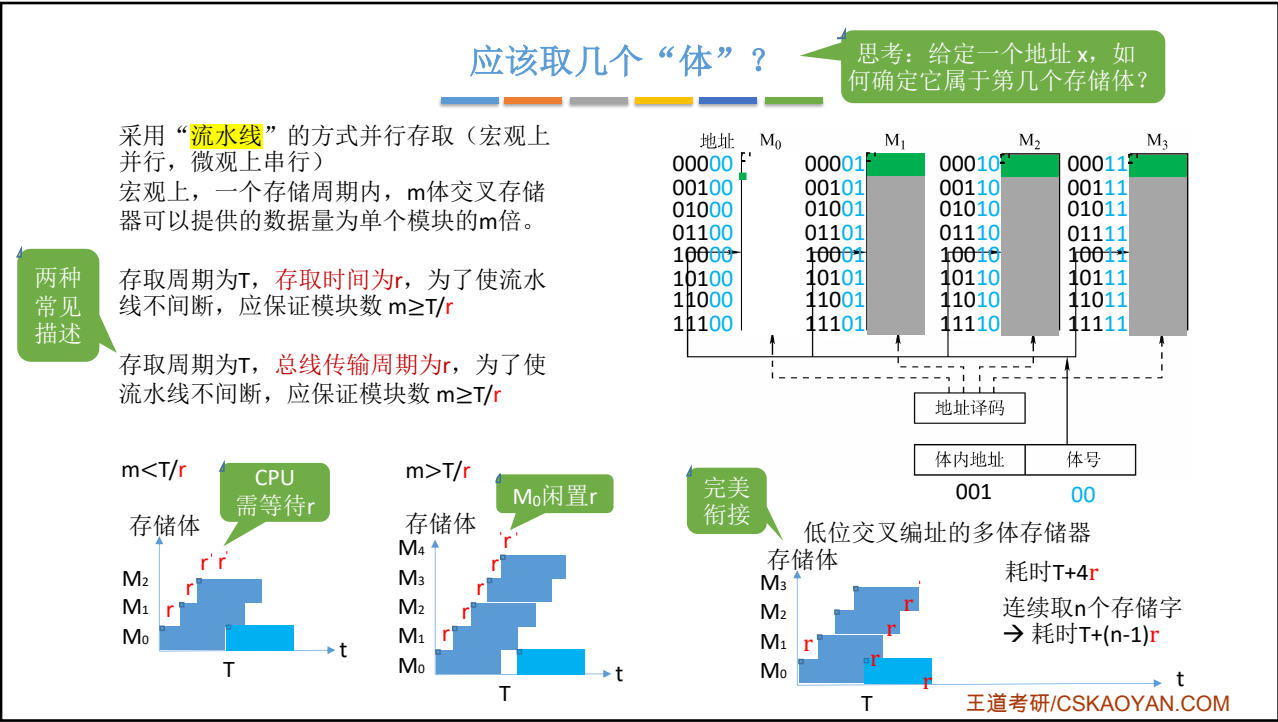 应该取几个“体”?
思考：给定一个地址 x，如
何确定它属于第几个存储体？
采用“流水线”的方式并行存取（宏观上
并行，微观上串行）
宏观上，一个存储周期内，m体交叉存储
器可以提供的数据量为单个模块的m倍。
两种
常见
描述
存取周期为T，存取时间为r，为了使流水
线不间断，应保证模块数 m≥T/r
存取周期为T，总线传输周期为r，为了使
流水线不间断，应保证模块数 m≥T/r
地址 M0 M1 M2 M3
00000 00001 00010 00011
00100 00101 00110 00111
01000 01001 01010 01011
01100 01101 01110 01111
10000 10001 10010 10011
10100 10101 10110 10111
11000 11001 11010 11011
11100 11101 11110 11111
地址译码
体内地址 体号
001 00
低位交叉编址的多体存储器
m<T/r
CPU
需等待r
存储体
r r
M2 r
M1 r
M0
t
T
m>T/r
M0闲置r
存储体
M4 r
M3 r
M2 r
M1 r
M0
t
T
完美
衔接
存储体
M3
M2 r
M1 r r
M0 r
r
t
T
耗时T+4r
连续取n个存储字
→ 耗时T+(n-1)r
王道考研/CSKAOYAN.COM